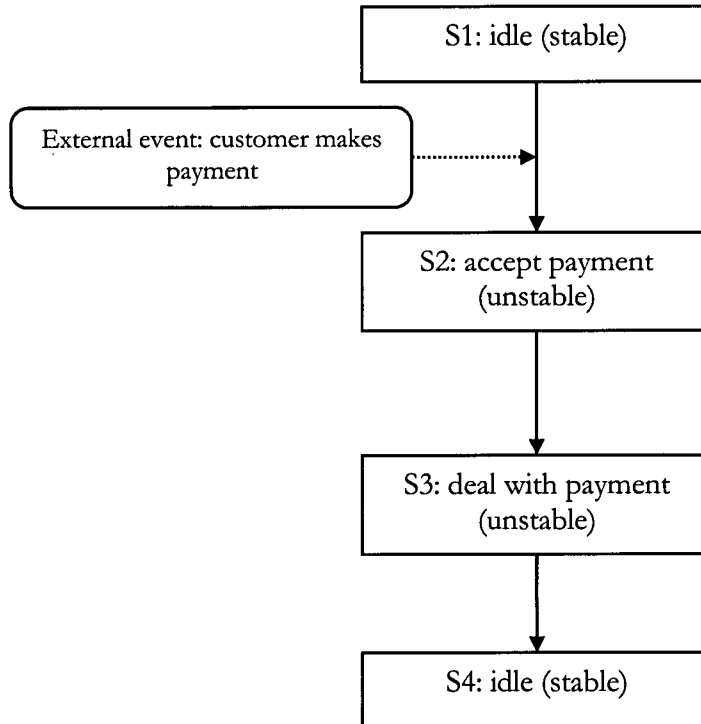 S1: idle (stable)
External event: customer makes
payment
S2: accept payment
(unstable)
S3: deal with payment
(unstable)
S4: idle (stable)